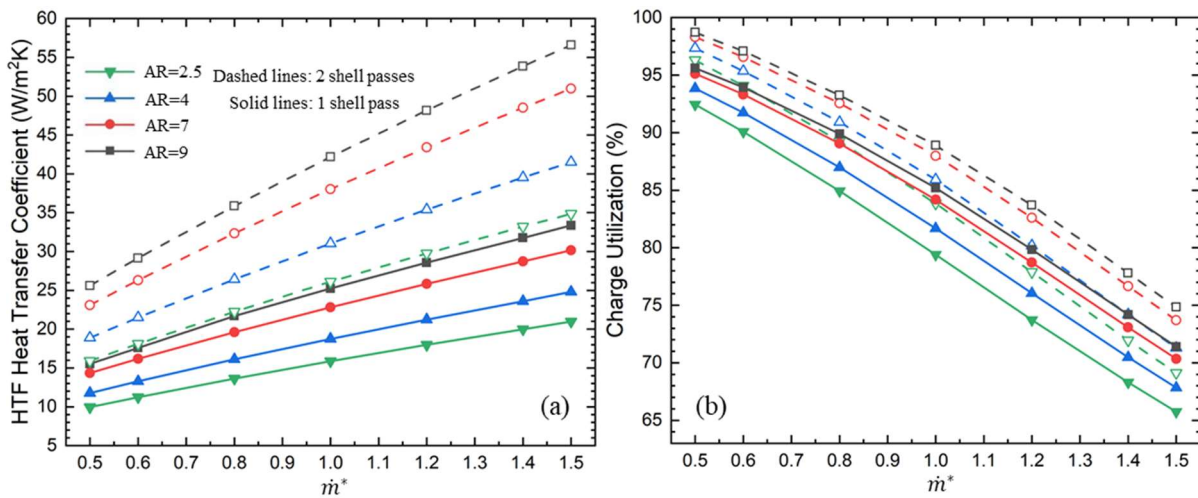 HTF Heat Transfer Coefficient (W/m²K)
60
55
50
45
40
35
30
25
20
15
10
5
AR=2.5
AR=4
AR=7
AR=9
Dashed lines: 2 shell passes
Solid lines: 1 shell pass
(a)
0.5 0.6 0.7 0.8 0.9 1.0 1.1 1.2 1.3 1.4 1.5
ṁ*
Charge Utilization (%)
100
95
90
85
80
75
70
65
(b)
0.5 0.6 0.7 0.8 0.9 1.0 1.1 1.2 1.3 1.4 1.5
ṁ*